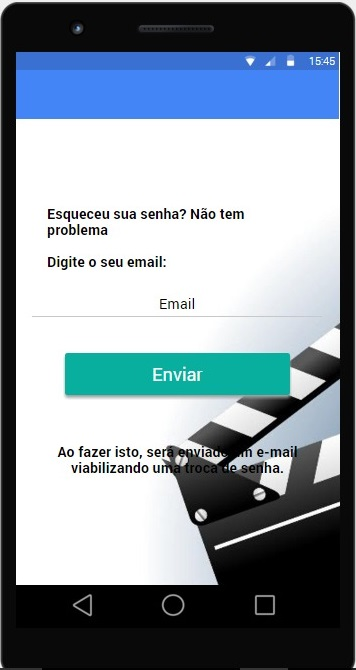 15:45
Esqueceu sua senha? Não tem
problema
Digite o seu email:
Email
Enviar
Ao fazer isto, será enviado um e-mail
viabilizando uma troca de senha.